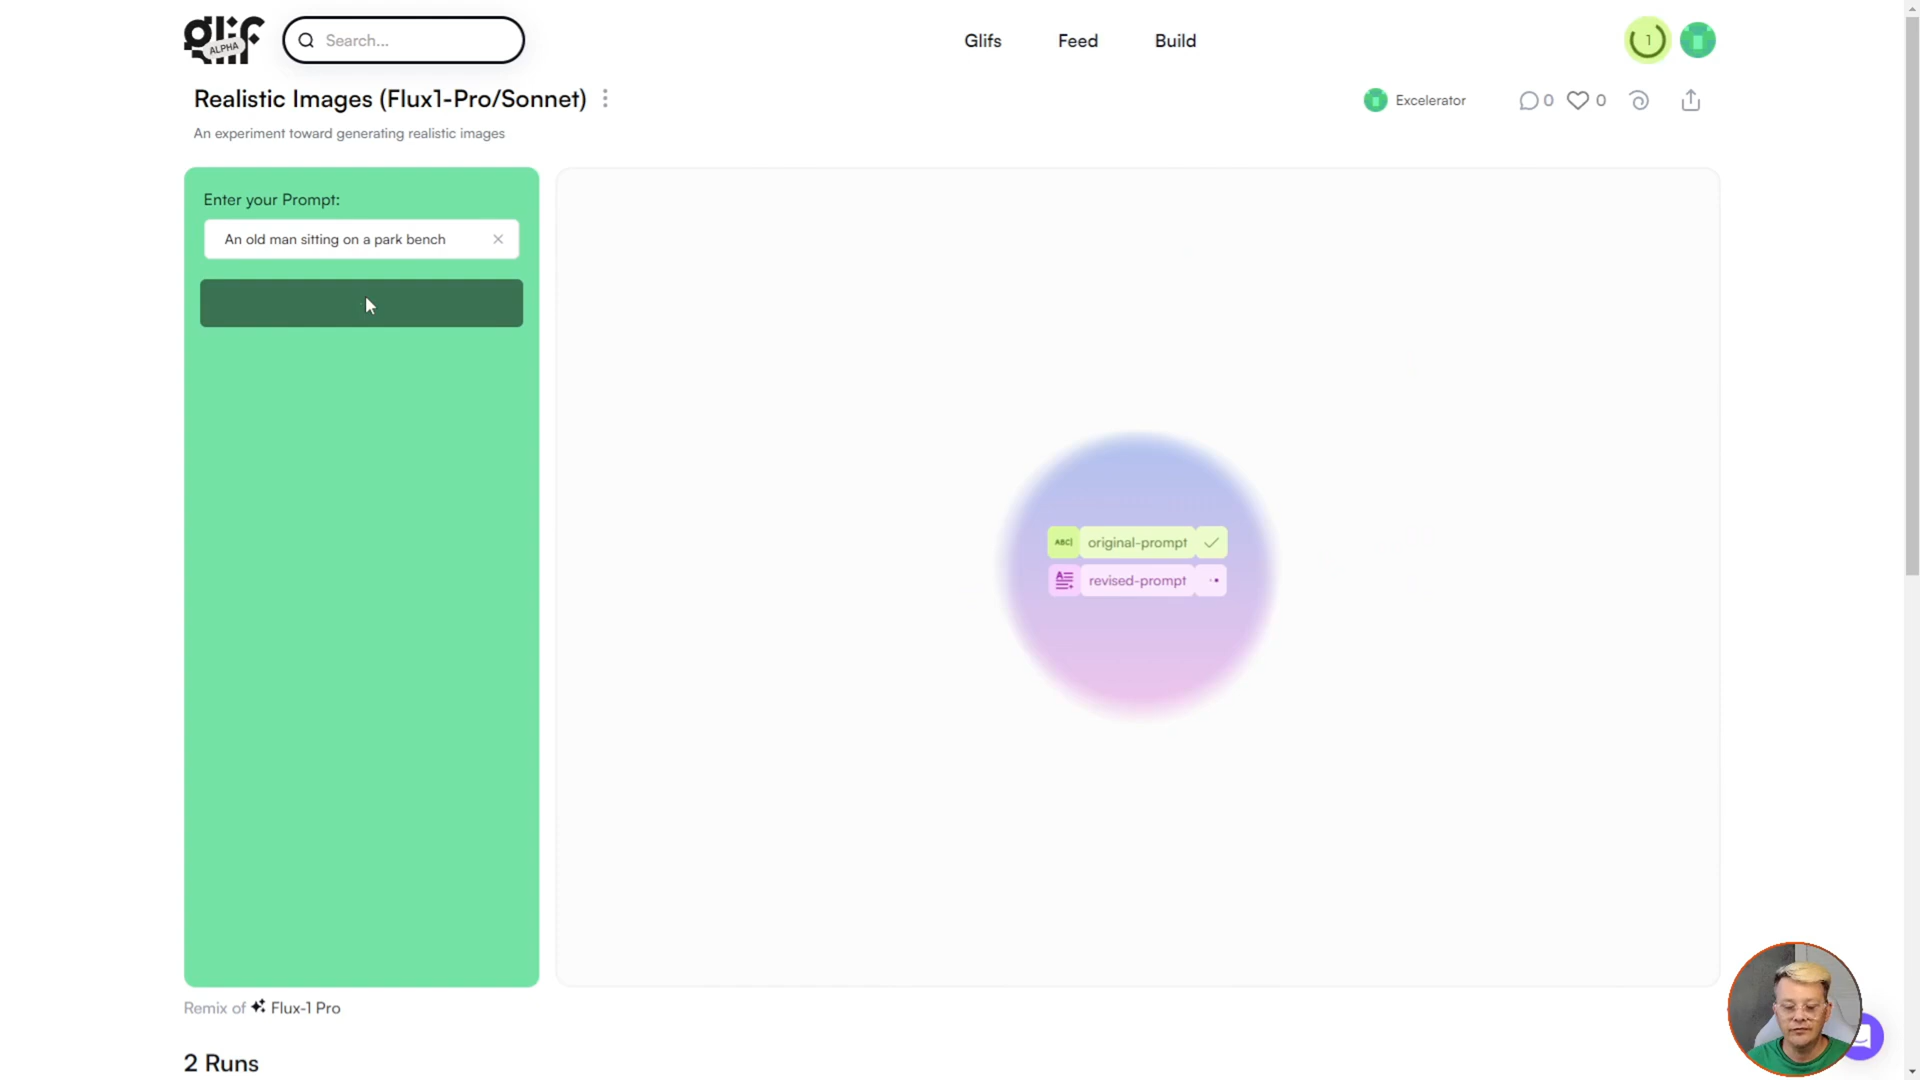 glif
ALPHA
Search...
Glifs
Feed
Build
1
Realistic Images (Flux1-Pro/Sonnet)
Excelerator
0
0
An experiment toward generating realistic images
Enter your Prompt:
An old man sitting on a park bench
ABC
original-prompt
revised-prompt
Remix of Flux-1 Pro
2 Runs